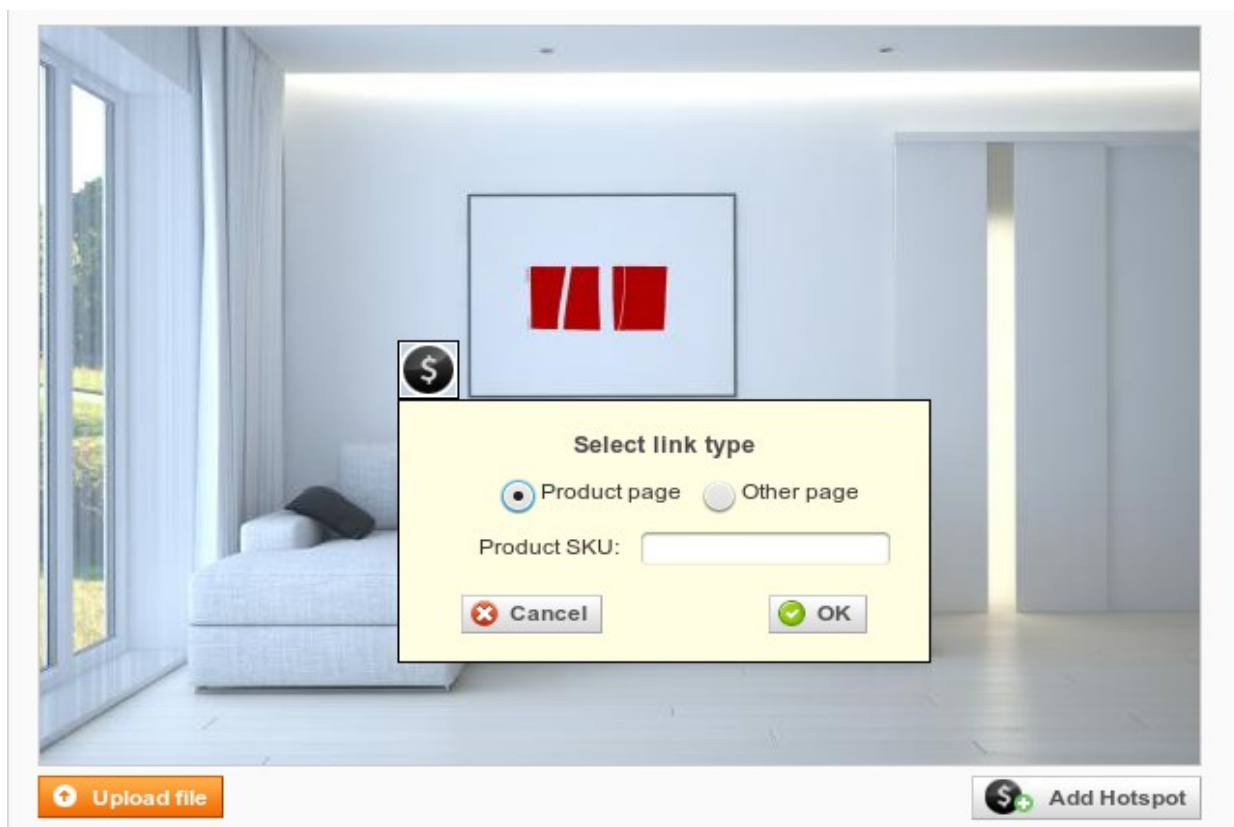 $
Select link type
Product page Other page
Product SKU:
Cancel OK
Upload file $ Add Hotspot